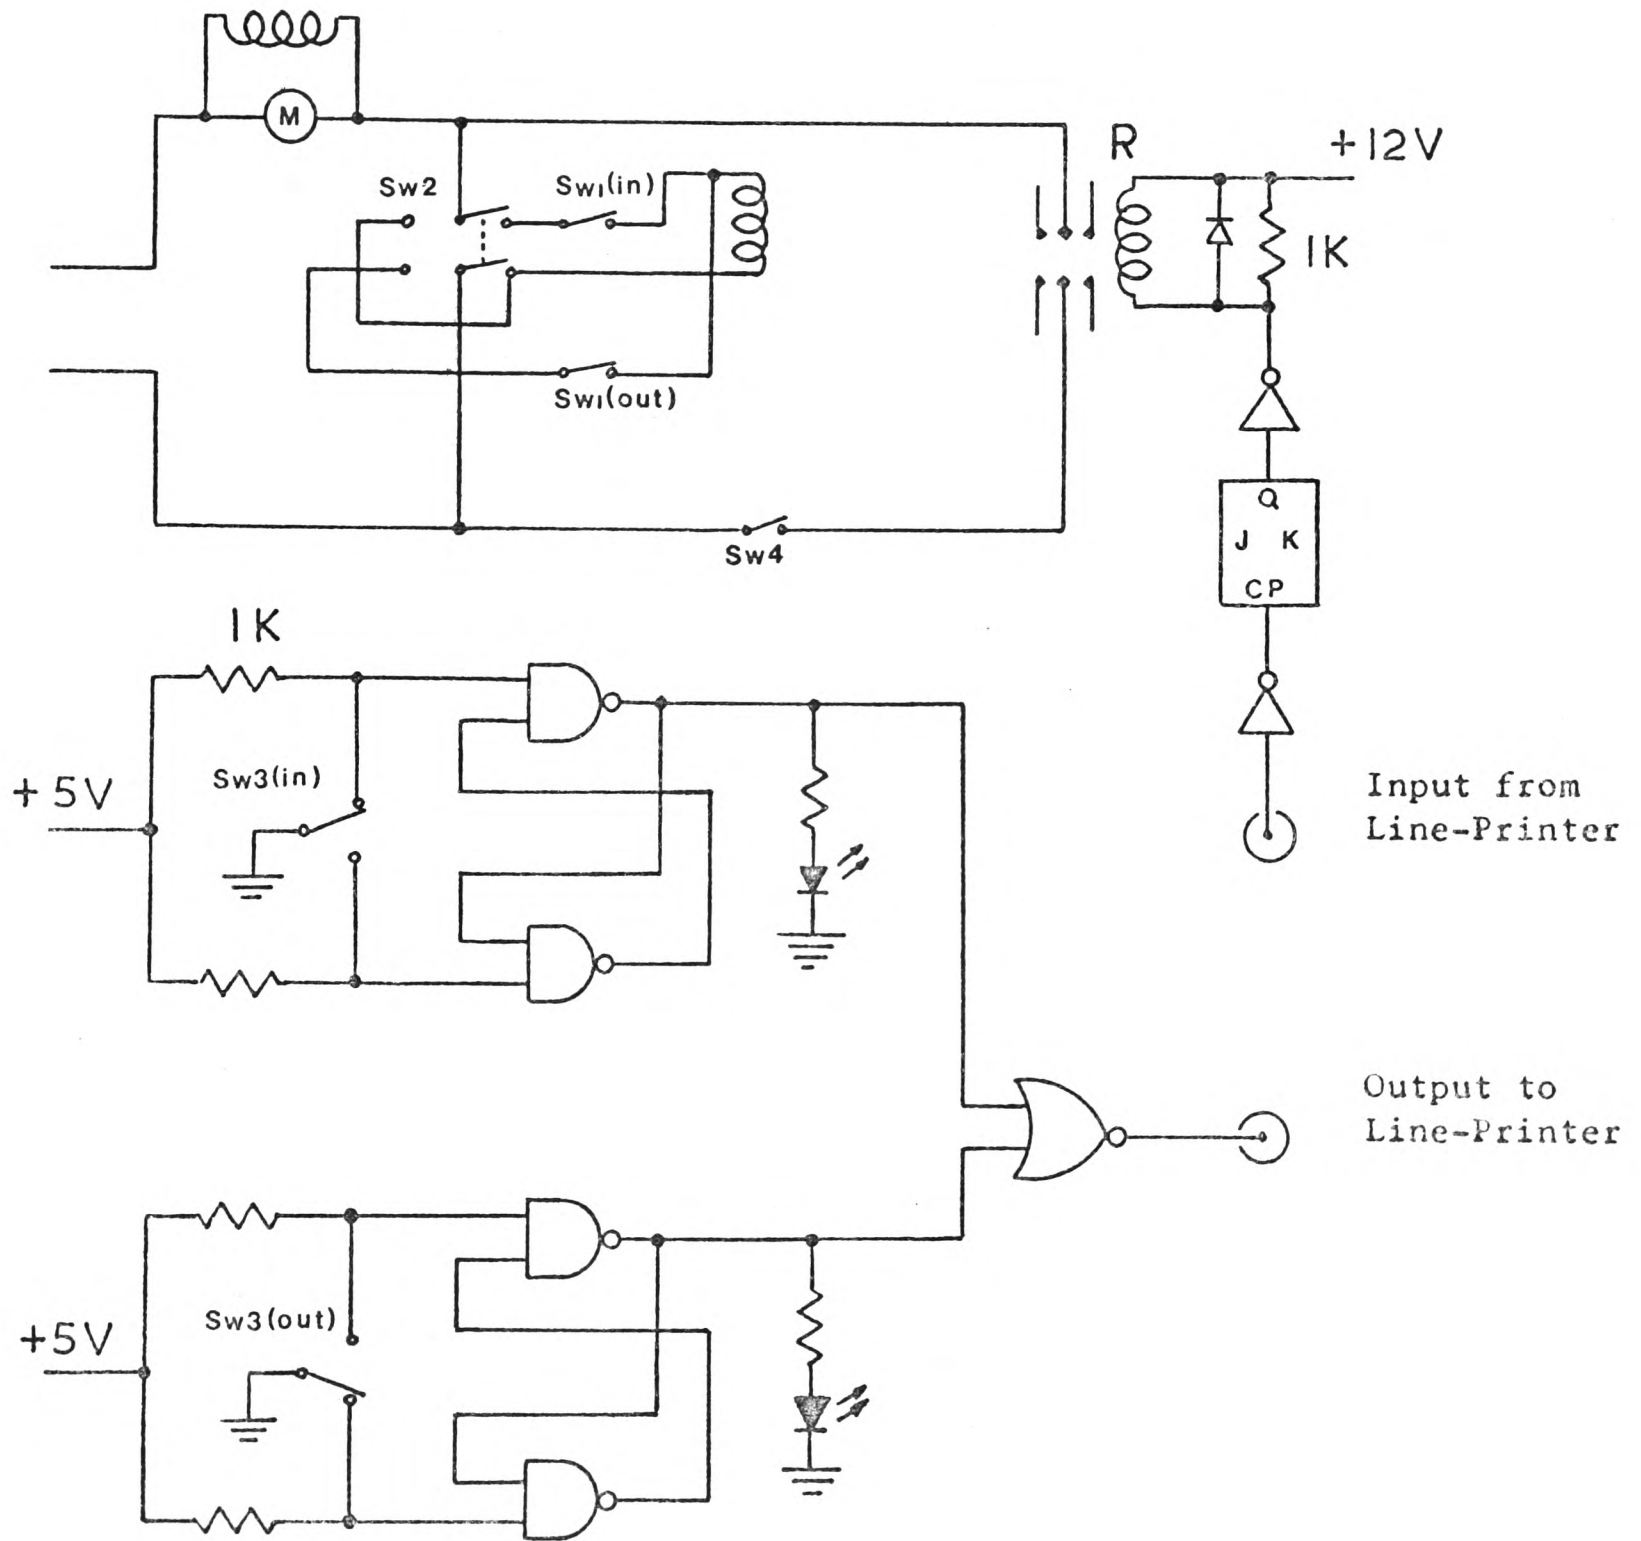 M
R
+12V
Sw2
Sw1(in)
1K
Sw1(out)
Q
J K
CP
Sw4
1K
Sw3(in)
+5V
Input from
Line-Printer
Output to
Line-Printer
Sw3(out)
+5V